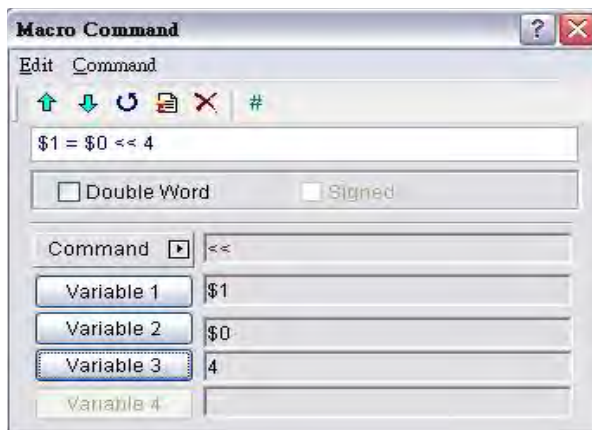 Macro Command
Edit Command
#
$1 = $0 << 4
Double Word Signed
Command <<
Variable 1 $1
Variable 2 $0
Variable 3 4
Variable 4